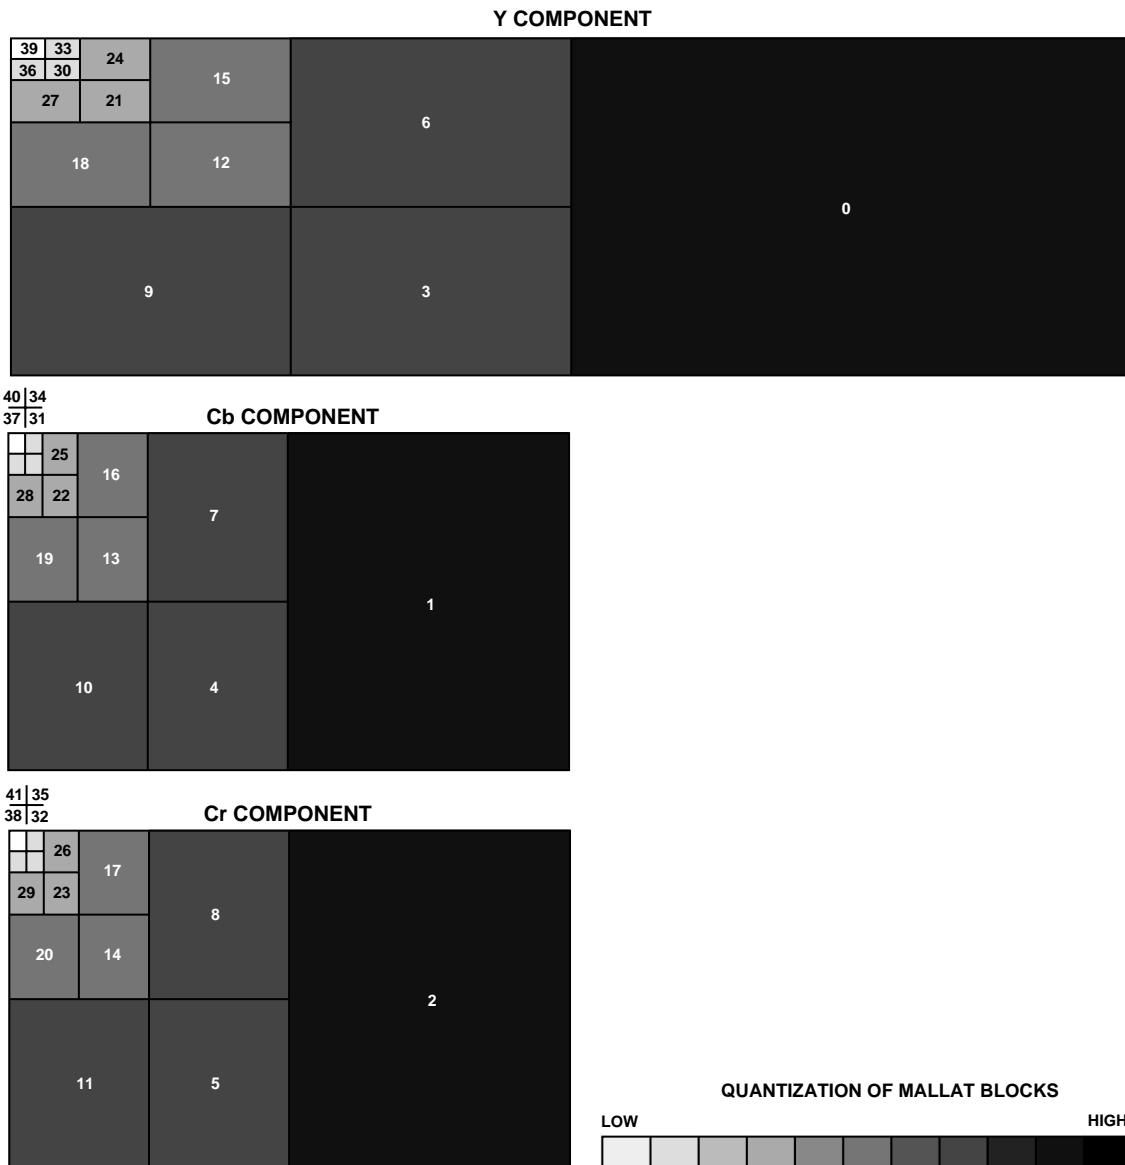 Y COMPONENT
39 33 24 15 6 0
36 30
27 21
18 12
9 3
40 34
37 31
Cb COMPONENT
25 16 7 1
28 22
19 13
10 4
41 35
38 32
Cr COMPONENT
26 17 8 2
29 23
20 14
11 5
QUANTIZATION OF MALLAT BLOCKS
LOW HIGH